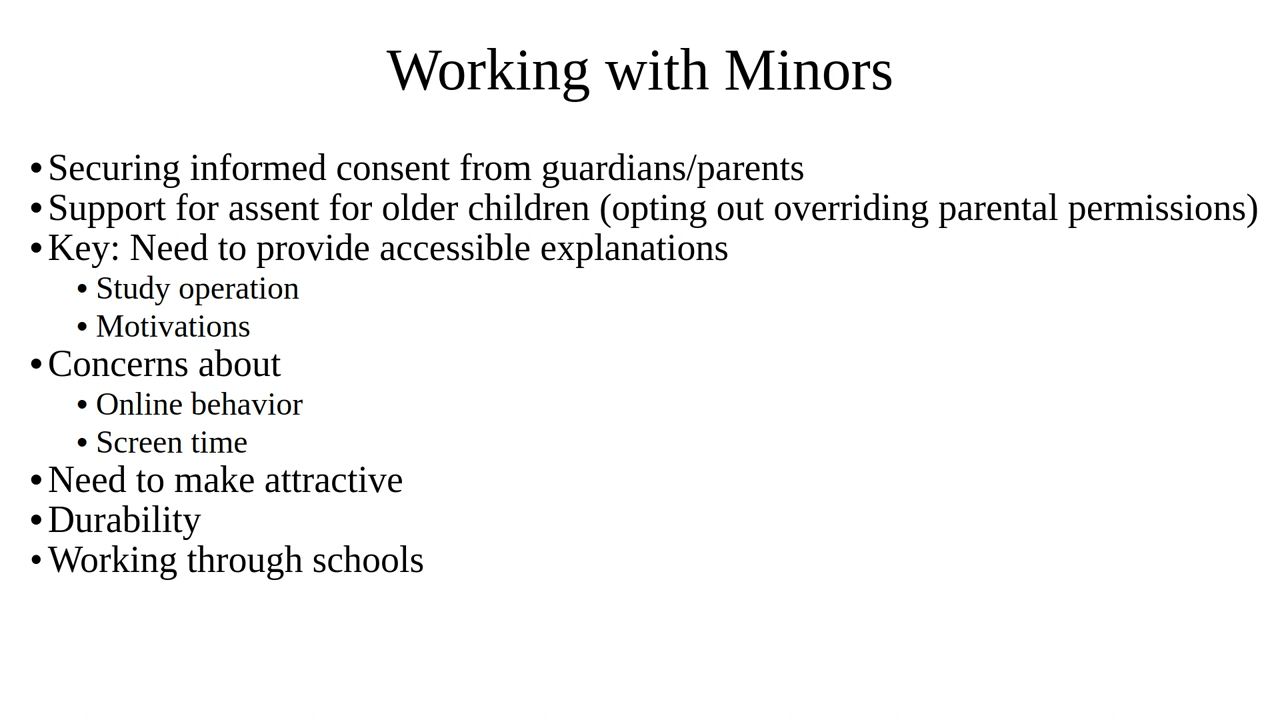 Working with Minors
•Securing informed consent from guardians/parents
•Support for assent for older children (opting out overriding parental permissions)
•Key: Need to provide accessible explanations
• Study operation
• Motivations
•Concerns about
• Online behavior
• Screen time
•Need to make attractive
•Durability
•Working through schools